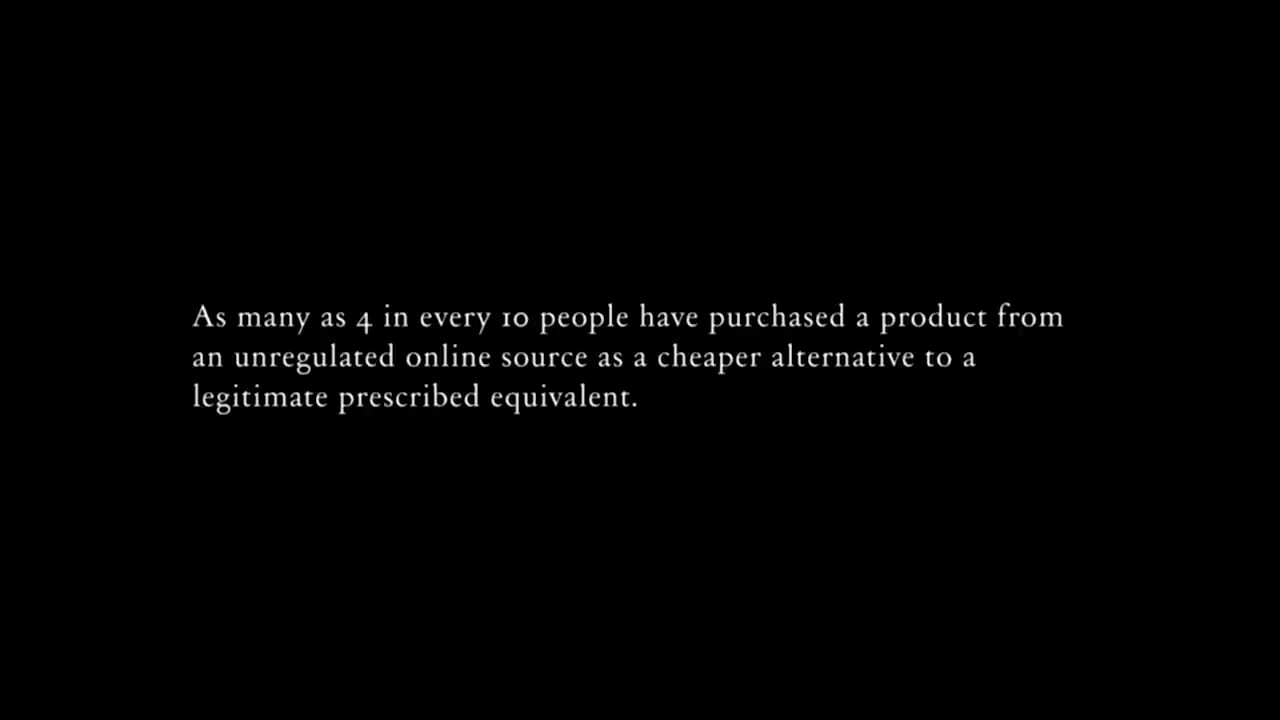 As many as 4 in every 10 people have purchased a product from
an unregulated online source as a cheaper alternative to a
legitimate prescribed equivalent.